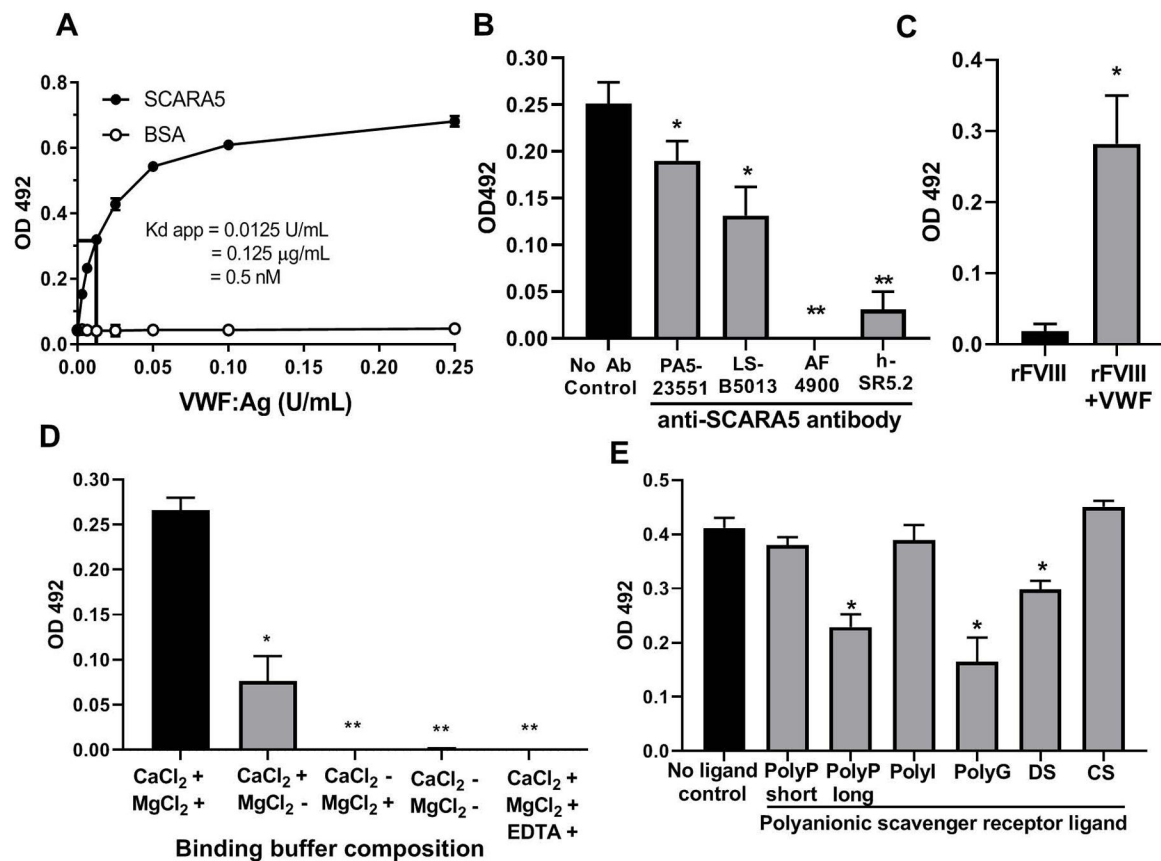 A
0.8
0.6
0.4
0.2
0.0
OD 492
SCARA5
BSA
Kd app = 0.0125 U/mL
= 0.125 µg/mL
= 0.5 nM
0.00 0.05 0.10 0.15 0.20 0.25
VWF:Ag (U/mL)
B
0.30
0.25
0.20
0.15
0.10
0.05
0.00
OD492
*
*
**
**
No Ab Control
PA5-23551
LS-B5013
AF 4900
h-SR5.2
anti-SCARA5 antibody
C
0.4
0.3
0.2
0.1
0.0
OD 492
*
rFVIII
rFVIII +VWF
D
0.30
0.25
0.20
0.15
0.10
0.05
0.00
OD 492
*
**
**
**
CaCl₂ + MgCl₂ +
CaCl₂ + MgCl₂ -
CaCl₂ - MgCl₂ +
CaCl₂ - MgCl₂ -
CaCl₂ + MgCl₂ + EDTA +
Binding buffer composition
E
0.5
0.4
0.3
0.2
0.1
0.0
OD 492
*
*
*
No ligand control
PolyP short
PolyP long
PolyI
PolyG
DS
CS
Polyanionic scavenger receptor ligand